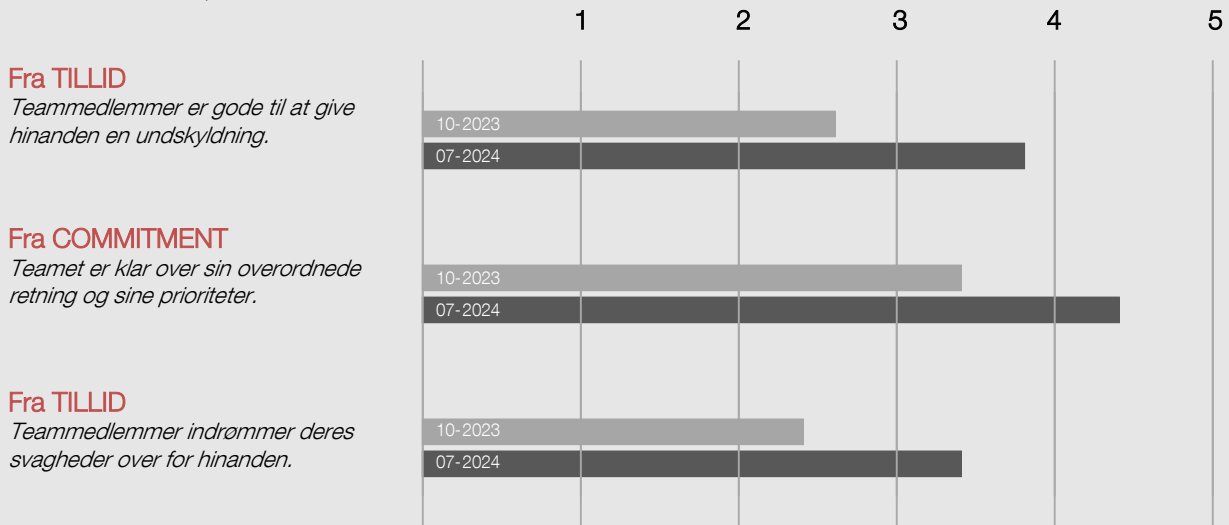 1 2 3 4 5
Fra TILLID
Teammedlemmer er gode til at give
hinanden en undskyldning.
10-2023
07-2024
Fra COMMITMENT
Teamet er klar over sin overordnede
retning og sine prioriteter.
10-2023
07-2024
Fra TILLID
Teammedlemmer indrømmer deres
svagheder over for hinanden.
10-2023
07-2024